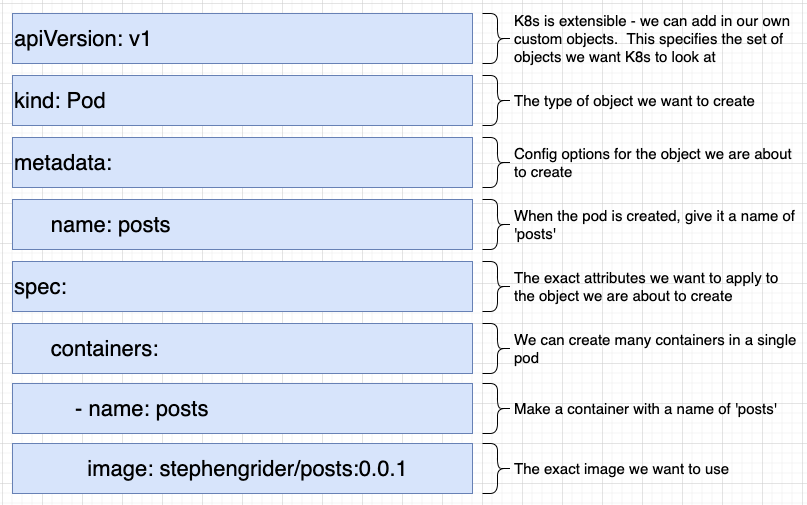 apiVersion: v1
K8s is extensible - we can add in our own
custom objects.  This specifies the set of
objects we want K8s to look at
kind: Pod
The type of object we want to create
metadata:
Config options for the object we are about
to create
name: posts
When the pod is created, give it a name of
'posts'
spec:
The exact attributes we want to apply to
the object we are about to create
containers:
We can create many containers in a single
pod
- name: posts
Make a container with a name of 'posts'
image: stephengrider/posts:0.0.1
The exact image we want to use